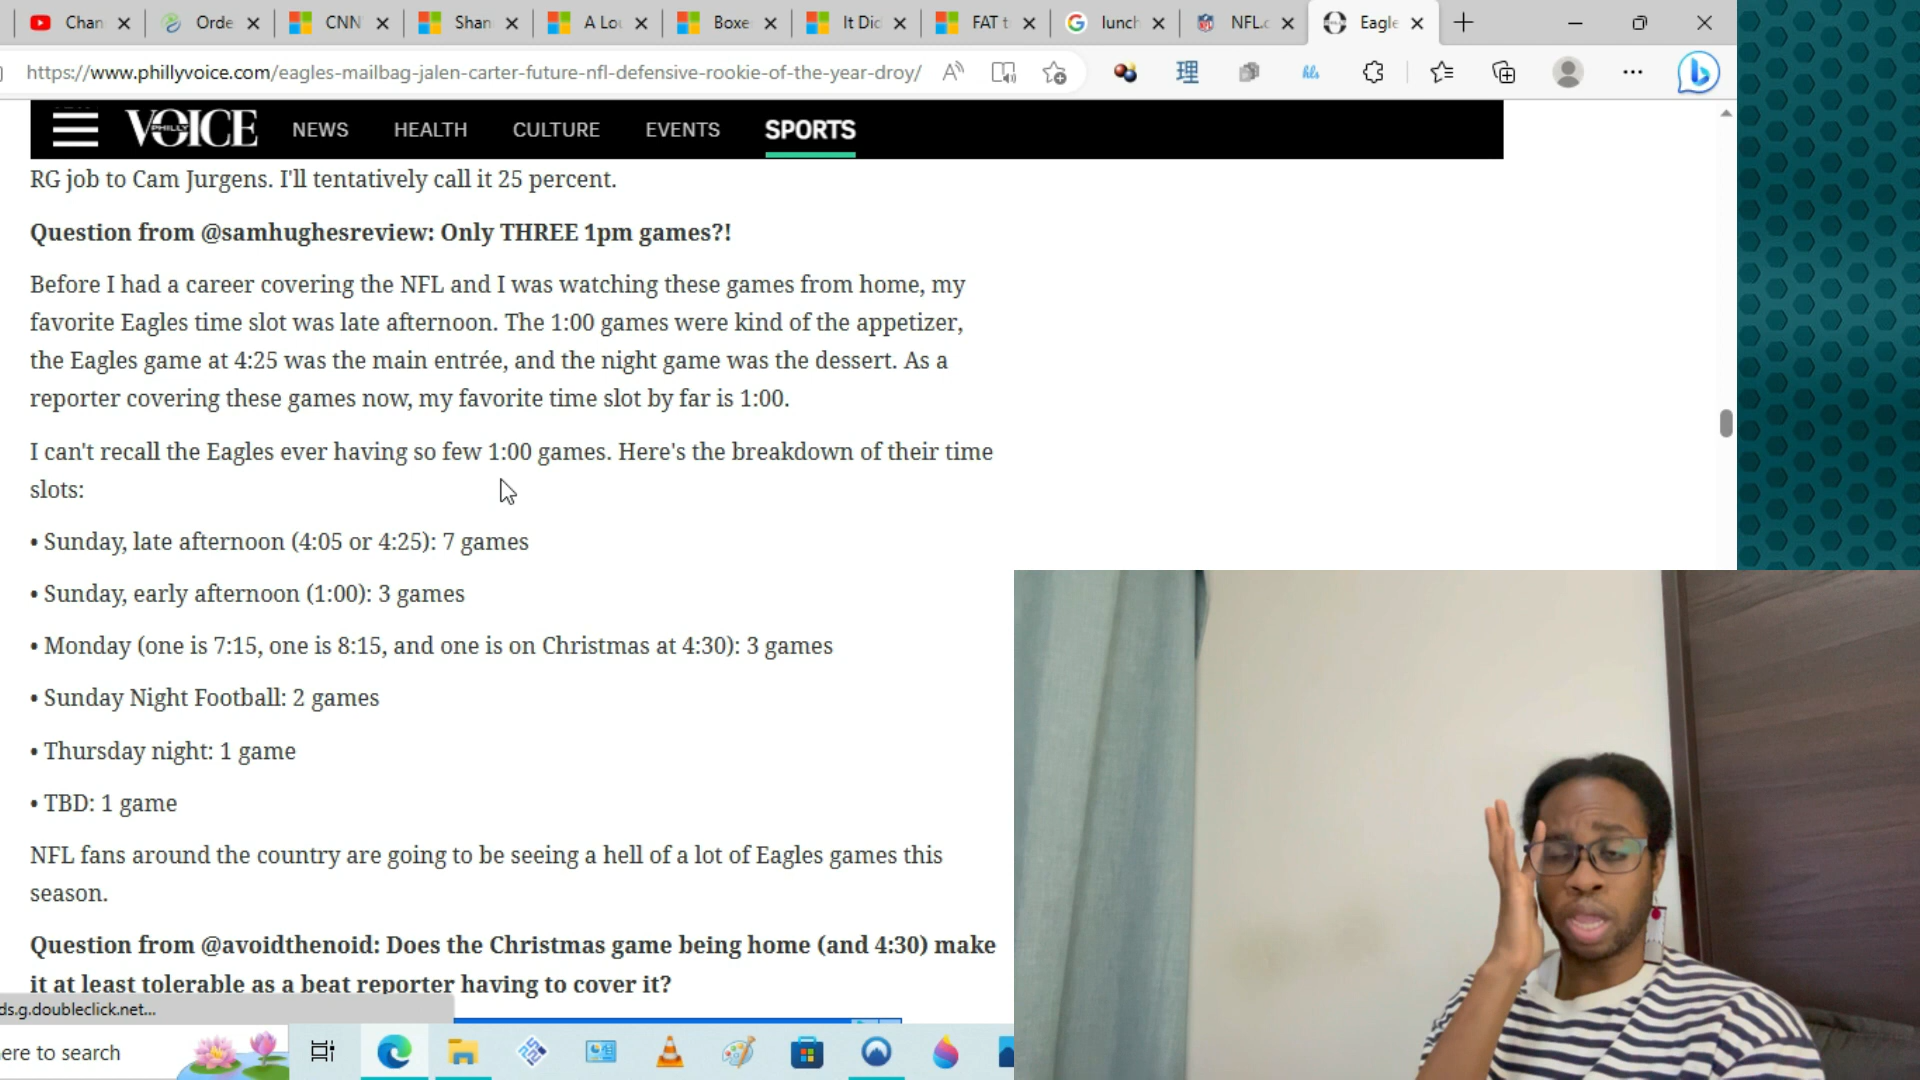 Chan
Orde
CNN
Shan
A Lo
Boxe
It Dic
FAT t
lunch
NFL.c
Eagle
https://www.phillyvoice.com/eagles-mailbag-jalen-carter-future-nfl-defensive-rookie-of-the-year-droy/
PHILLY VOICE NEWS HEALTH CULTURE EVENTS SPORTS
RG job to Cam Jurgens. I'll tentatively call it 25 percent.
Question from @samhughesreview: Only THREE 1pm games?!
Before I had a career covering the NFL and I was watching these games from home, my
favorite Eagles time slot was late afternoon. The 1:00 games were kind of the appetizer,
the Eagles game at 4:25 was the main entrée, and the night game was the dessert. As a
reporter covering these games now, my favorite time slot by far is 1:00.
I can't recall the Eagles ever having so few 1:00 games. Here's the breakdown of their time
slots:
• Sunday, late afternoon (4:05 or 4:25): 7 games
• Sunday, early afternoon (1:00): 3 games
• Monday (one is 7:15, one is 8:15, and one is on Christmas at 4:30): 3 games
• Sunday Night Football: 2 games
• Thursday night: 1 game
• TBD: 1 game
NFL fans around the country are going to be seeing a hell of a lot of Eagles games this
season.
Question from @avoidthenoid: Does the Christmas game being home (and 4:30) make
it at least tolerable as a beat reporter having to cover it?
ds.g.doubleclick.net...
ere to search